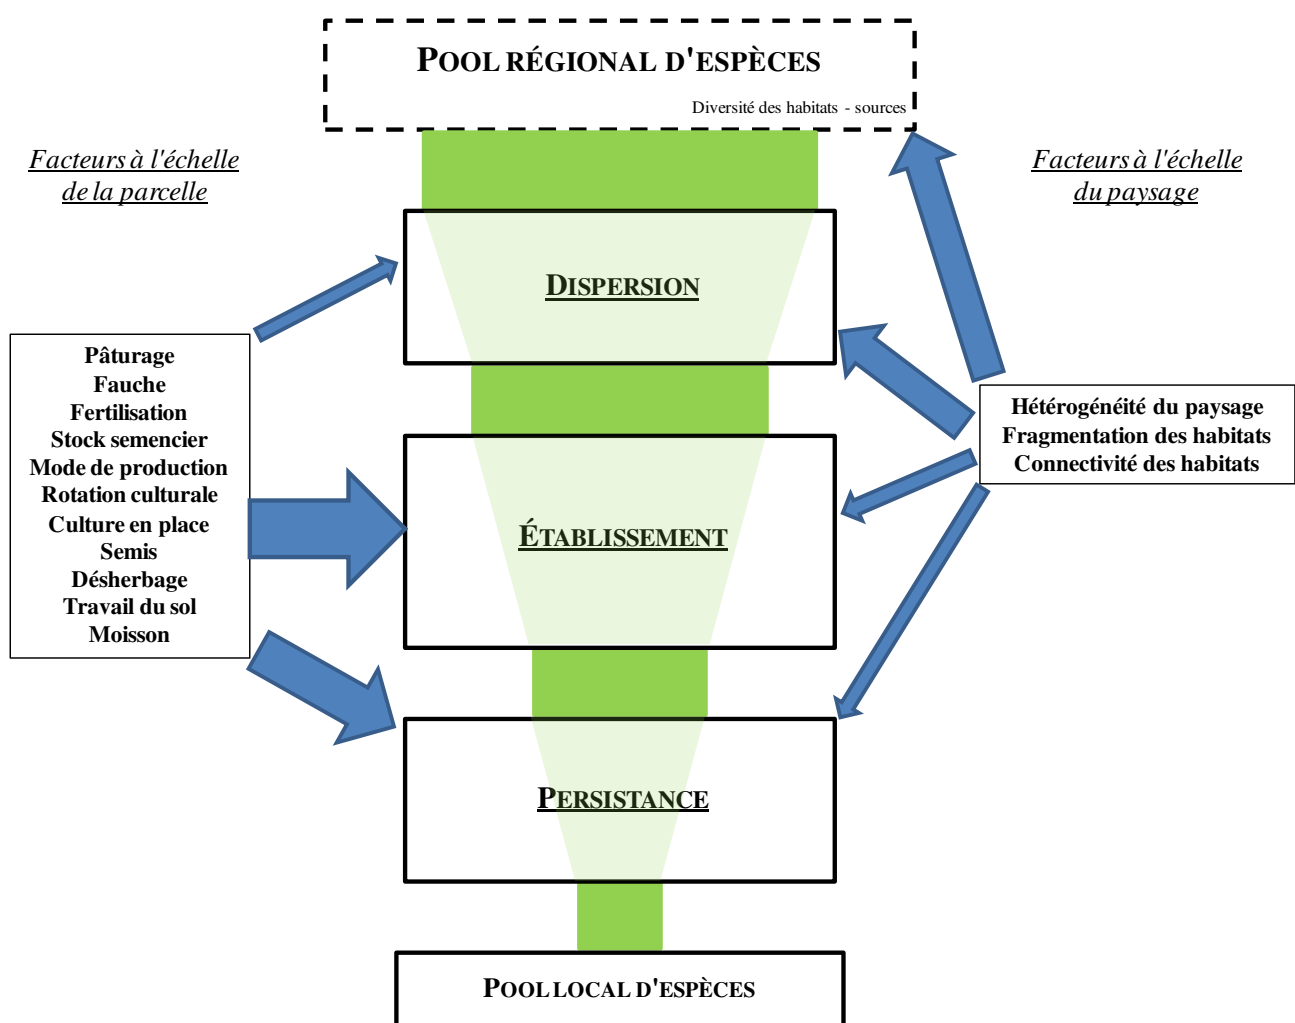 POOL RÉGIONAL D'ESPÈCES
Diversité des habitats - sources
Facteurs à l'échelle
de la parcelle
Facteurs à l'échelle
du paysage
DISPERSION
Pâturage
Fauche
Fertilisation
Stock semencier
Mode de production
Rotation culturale
Culture en place
Semis
Désherbage
Travail du sol
Moisson
Hétérogénéité du paysage
Fragmentation des habitats
Connectivité des habitats
ÉTABLISSEMENT
PERSISTANCE
POOL LOCAL D'ESPÈCES